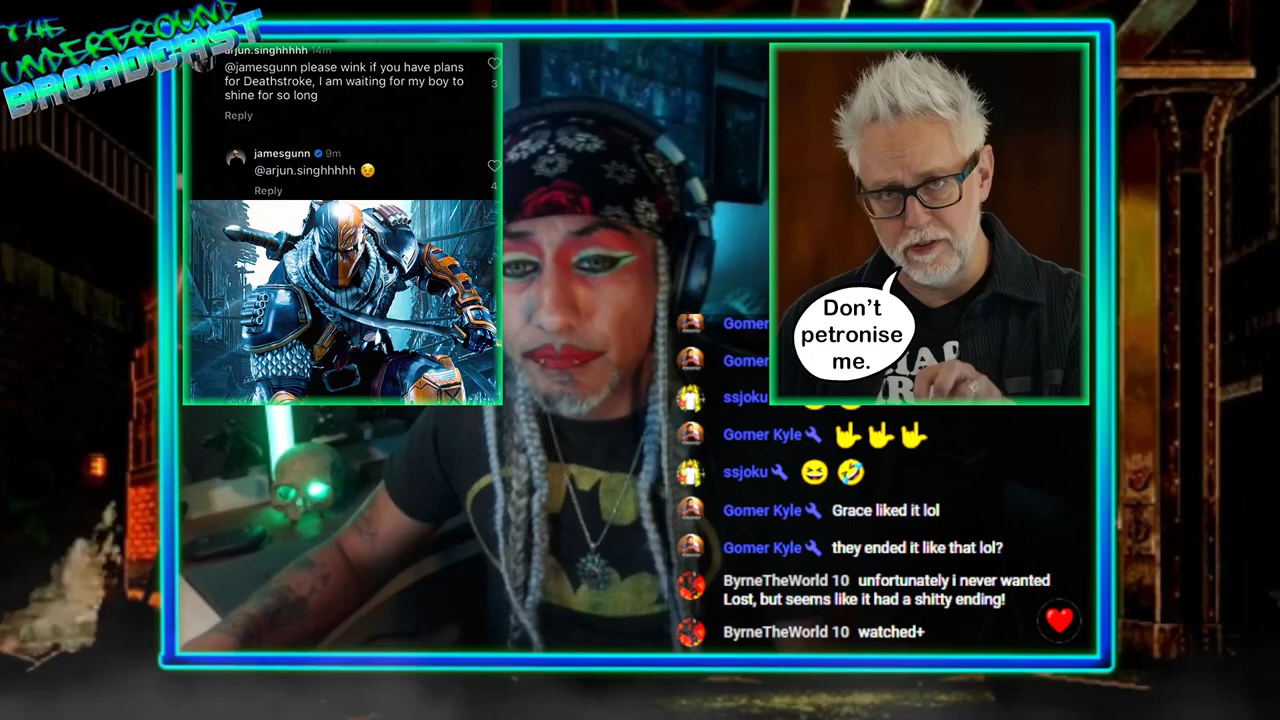 THE
UNDERGROUND
BROADCAST
arjun.singhhhhh 14m
@jamesgunn please wink if you have plans
for Deathstroke, I am waiting for my boy to
shine for so long
3
Reply
jamesgunn 9m
@arjun.singhhhhh 😉
4
Reply
Don't
petronise
me.
Gomer
Gomer
ssjoku
Gomer Kyle
ssjoku 😆 🤣
Gomer Kyle Grace liked it lol
Gomer Kyle they ended it like that lol?
ByrneTheWorld 10 unfortunately i never wanted
Lost, but seems like it had a shitty ending!
ByrneTheWorld 10 watched+